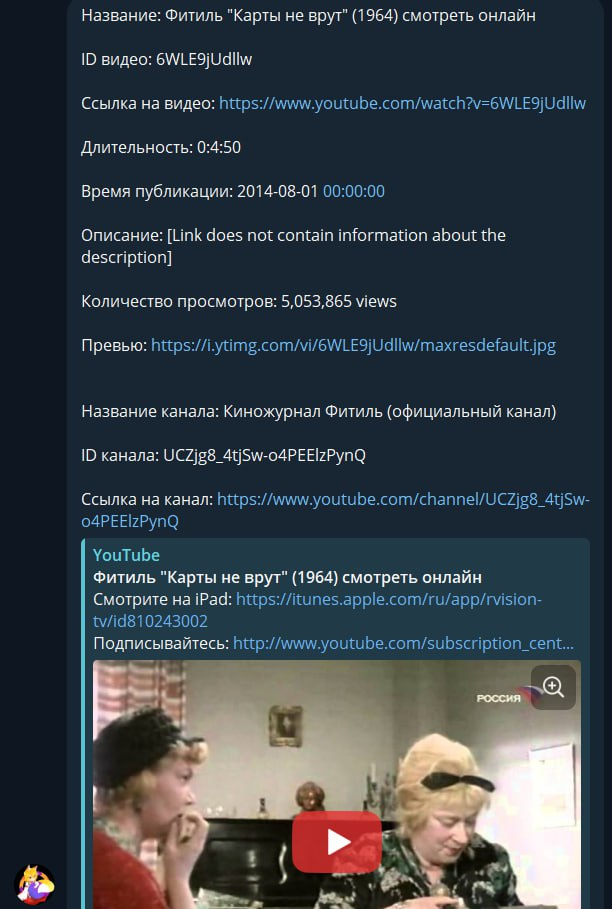 Название: Фитиль "Карты не врут" (1964) смотреть онлайн
ID видео: 6WLE9jUdllw
Ссылка на видео: https://www.youtube.com/watch?v=6WLE9jUdllw
Длительность: 0:4:50
Время публикации: 2014-08-01 00:00:00
Описание: [Link does not contain information about the
description]
Количество просмотров: 5,053,865 views
Превью: https://i.ytimg.com/vi/6WLE9jUdllw/maxresdefault.jpg
Название канала: Киножурнал Фитиль (официальный канал)
ID канала: UCZjg8_4tjSw-o4PEElzPynQ
Ссылка на канал: https://www.youtube.com/channel/UCZjg8_4tjSw-
o4PEElzPynQ
YouTube
Фитиль "Карты не врут" (1964) смотреть онлайн
Смотрите на iPad: https://itunes.apple.com/ru/app/rvision-
tv/id810243002
Подписывайтесь: http://www.youtube.com/subscription_cent...
РОССИЯ